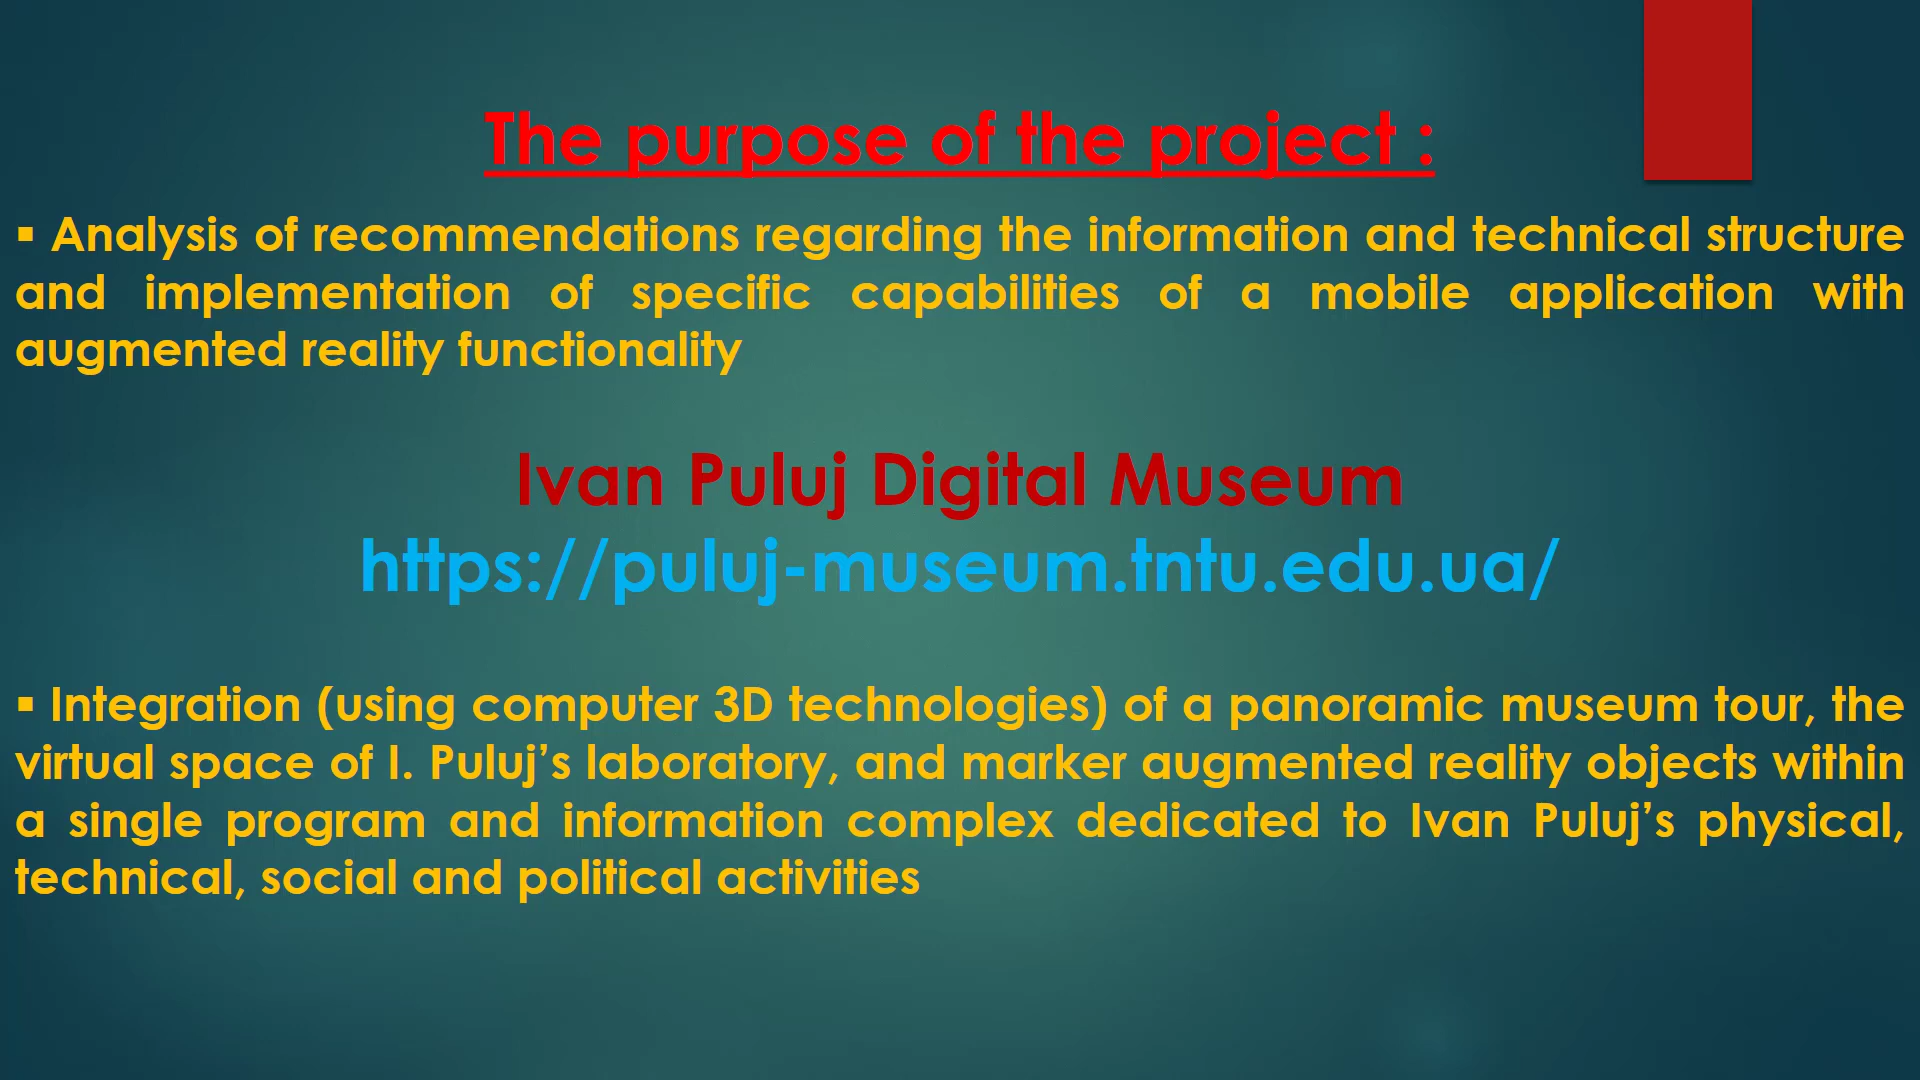 The purpose of the project :
▪ Analysis of recommendations regarding the information and technical structure
and implementation of specific capabilities of a mobile application with
augmented reality functionality
Ivan Puluj Digital Museum
https://puluj-museum.tntu.edu.ua/
▪ Integration (using computer 3D technologies) of a panoramic museum tour, the
virtual space of I. Puluj’s laboratory, and marker augmented reality objects within
a single program and information complex dedicated to Ivan Puluj’s physical,
technical, social and political activities